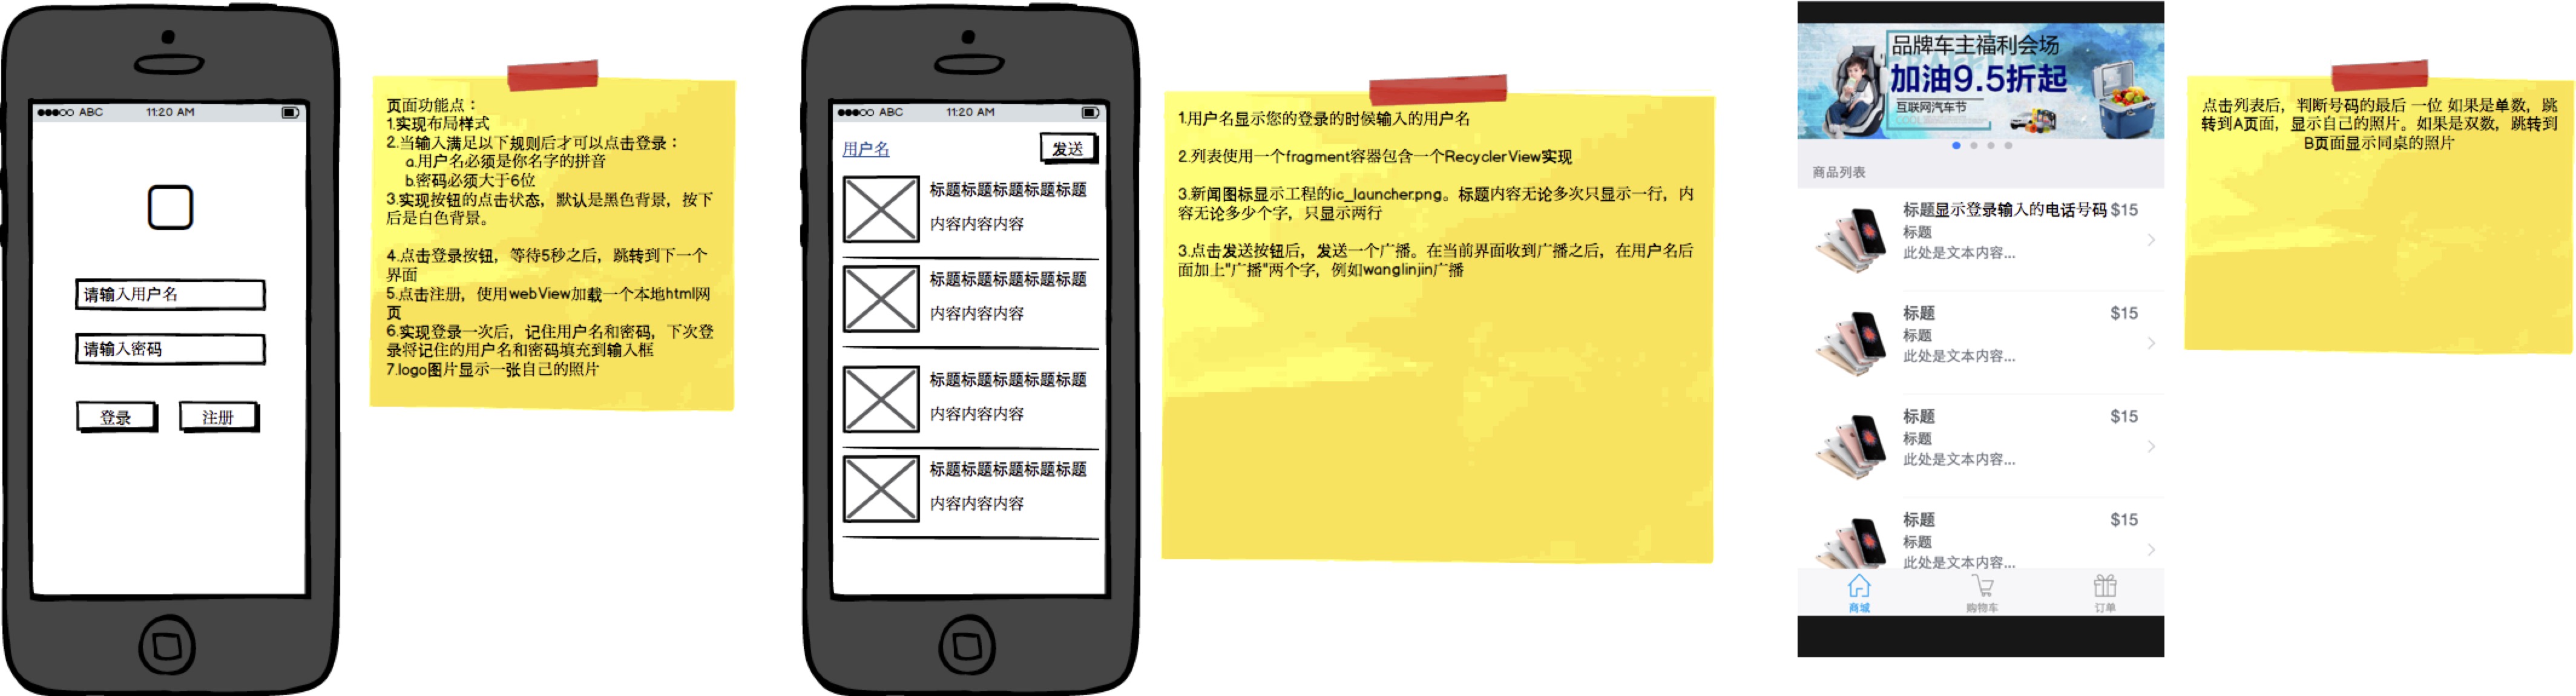 ●●●○○ ABC 11:20 AM
请输入用户名
请输入密码
登录 注册
页面功能点：
1.实现布局样式
2.当输入满足以下规则后才可以点击登录：
a.用户名必须是你名字的拼音
b.密码必须大于6位
3.实现按钮的点击状态，默认是黑色背景，按下
后是白色背景。
4.点击登录按钮，等待5秒之后，跳转到下一个
界面
5.点击注册，使用webView加载一个本地html网
页
6.实现登录一次后，记住用户名和密码，下次登
录将记住的用户名和密码填充到输入框
7.logo图片显示一张自己的照片
●●●○○ ABC 11:20 AM
用户名 发送
标题标题标题标题标题
内容内容内容
标题标题标题标题标题
内容内容内容
标题标题标题标题标题
内容内容内容
标题标题标题标题标题
内容内容内容
1.用户名显示您的登录的时候输入的用户名
2.列表使用一个fragment容器包含一个RecyclerView实现
3.新闻图标显示工程的ic_launcher.png。标题内容无论多次只显示一行，内
容无论多少个字，只显示两行
3.点击发送按钮后，发送一个广播。在当前界面收到广播之后，在用户名后
面加上"广播"两个字，例如wanglinjin广播
品牌车主福利会场
加油9.5折起
互联网汽车节
商品列表
标题显示登录输入的电话号码 $15
标题
此处是文本内容...
标题 $15
标题
此处是文本内容...
标题 $15
标题
此处是文本内容...
标题 $15
标题
此处是文本内容...
商城 购物车 订单
点击列表后，判断号码的最后 一位 如果是单数，跳
转到A页面，显示自己的照片。如果是双数，跳转到
B页面显示同桌的照片